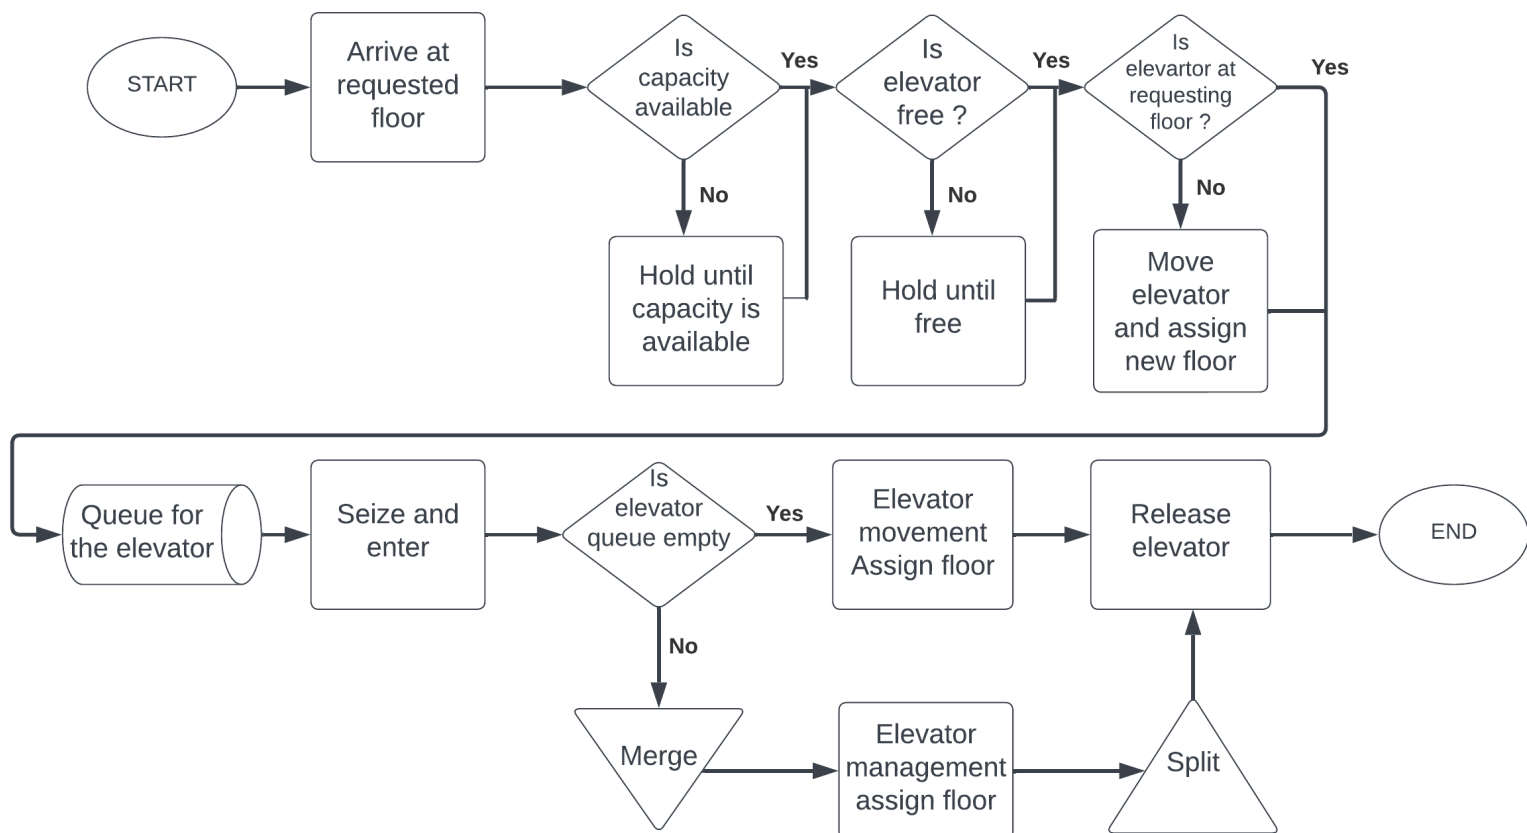 START
Arrive at
requested
floor
Is
capacity
available
Yes
No
Hold until
capacity is
available
Is
elevator
free ?
Yes
No
Hold until
free
Is
elevartor at
requesting
floor ?
Yes
No
Move
elevator
and assign
new floor
Queue for
the elevator
Seize and
enter
Is
elevator
queue empty
Yes
No
Elevator
movement
Assign floor
Release
elevator
END
Merge
Elevator
management
assign floor
Split